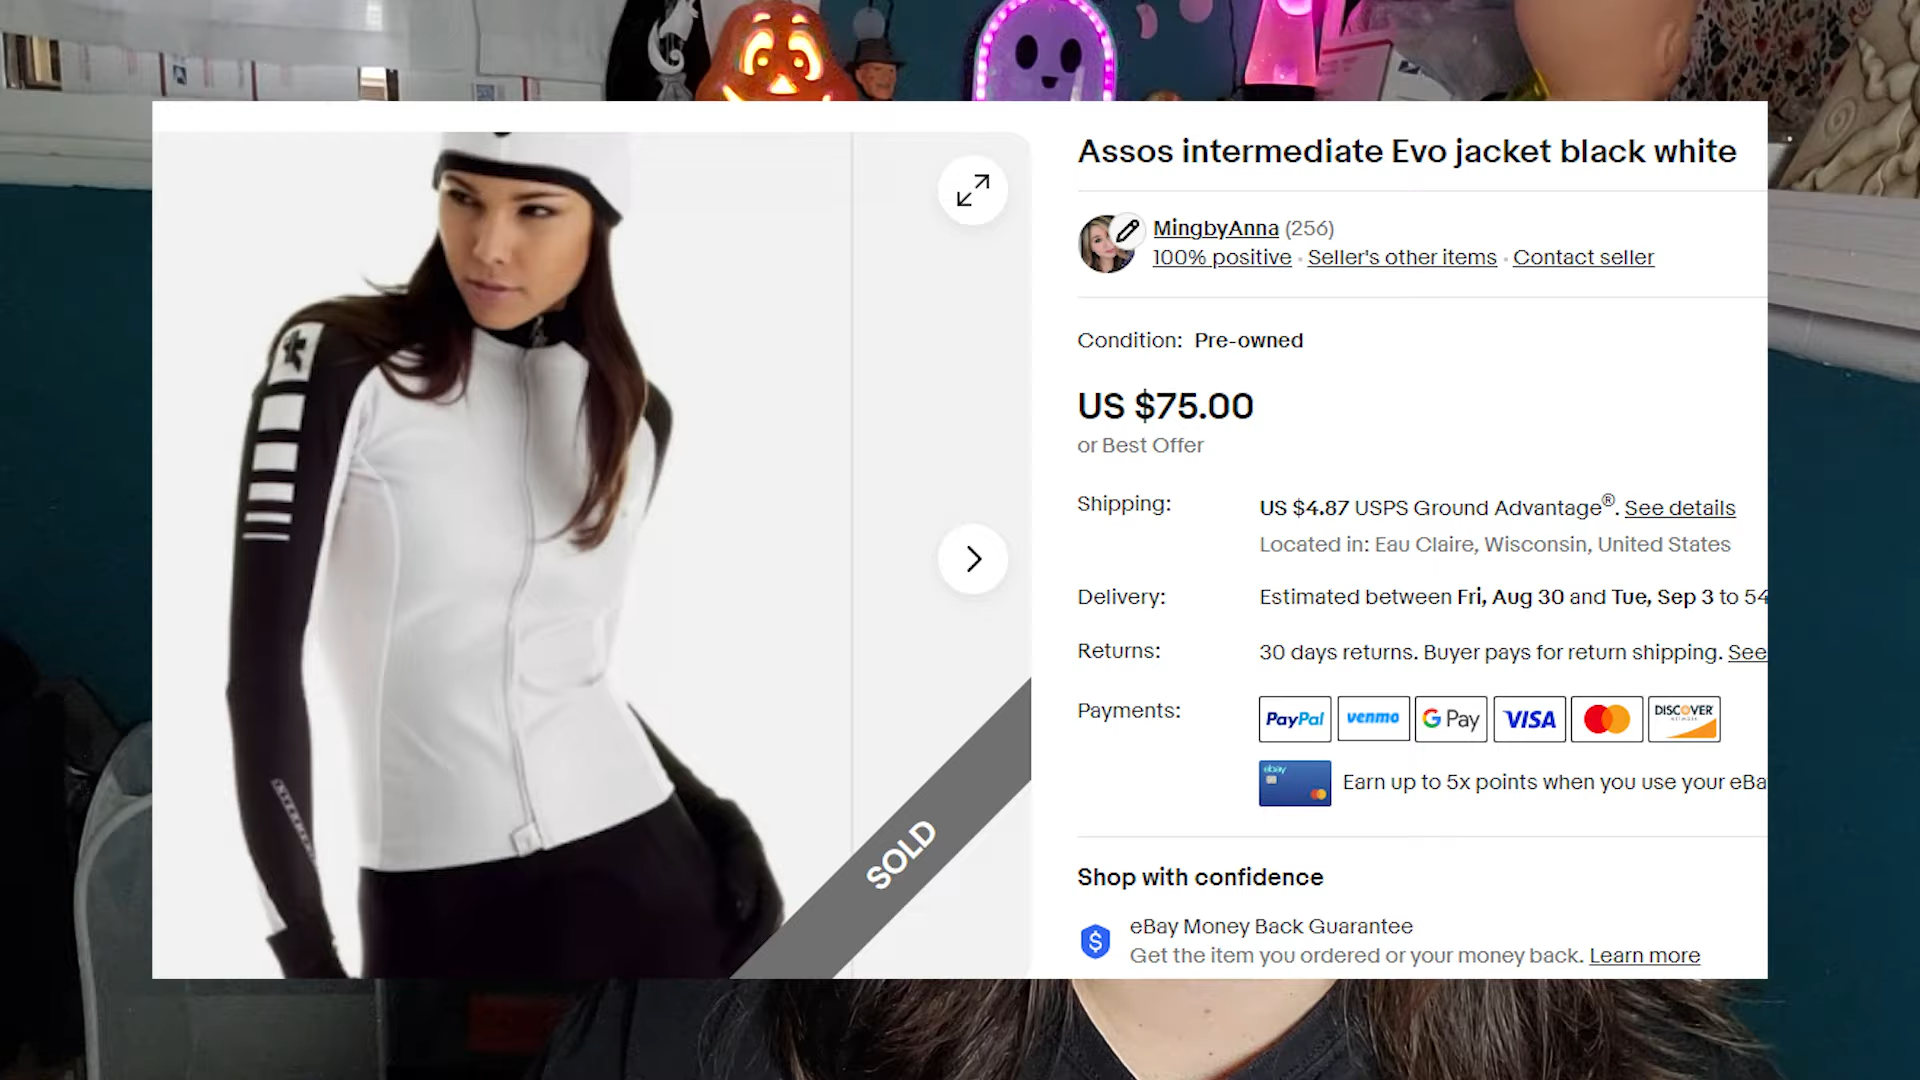 Assos intermediate Evo jacket black white
MingbyAnna (256)
100% positive · Seller's other items · Contact seller
Condition: Pre-owned
US $75.00
or Best Offer
Shipping: US $4.87 USPS Ground Advantage®. See details
Located in: Eau Claire, Wisconsin, United States
Delivery: Estimated between Fri, Aug 30 and Tue, Sep 3 to 54
Returns: 30 days returns. Buyer pays for return shipping. See
Payments: PayPal venmo G Pay VISA DISCOVER
ebay
Earn up to 5x points when you use your eBa
SOLD
Shop with confidence
eBay Money Back Guarantee
Get the item you ordered or your money back. Learn more